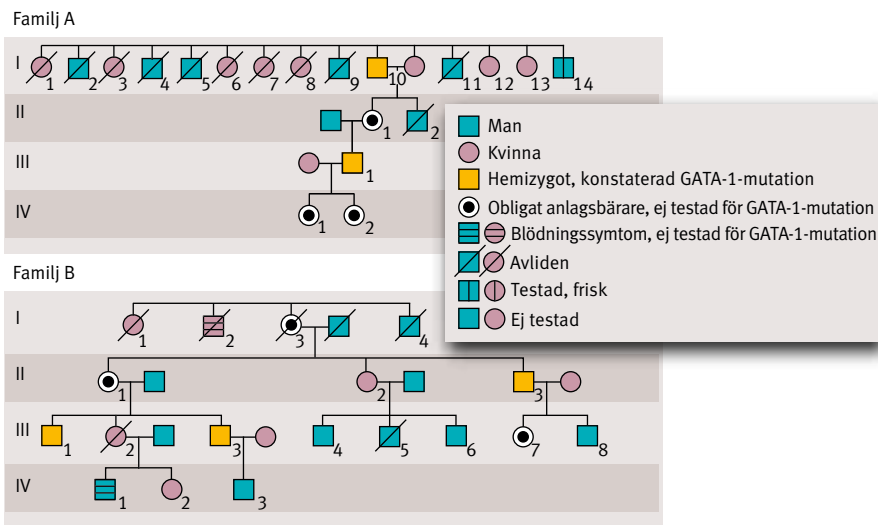 Familj A
I
1 2 3 4 5 6 7 8 9 10 11 12 13 14
II
1 2
III
1
IV
1 2
Man
Kvinna
Hemizygot, konstaterad GATA-1-mutation
Obligat anlagsbärare, ej testad för GATA-1-mutation
Blödningssymtom, ej testad för GATA-1-mutation
Avliden
Testad, frisk
Ej testad
Familj B
I
1 2 3 4
II
1 2 3
III
1 2 3 4 5 6 7 8
IV
1 2 3